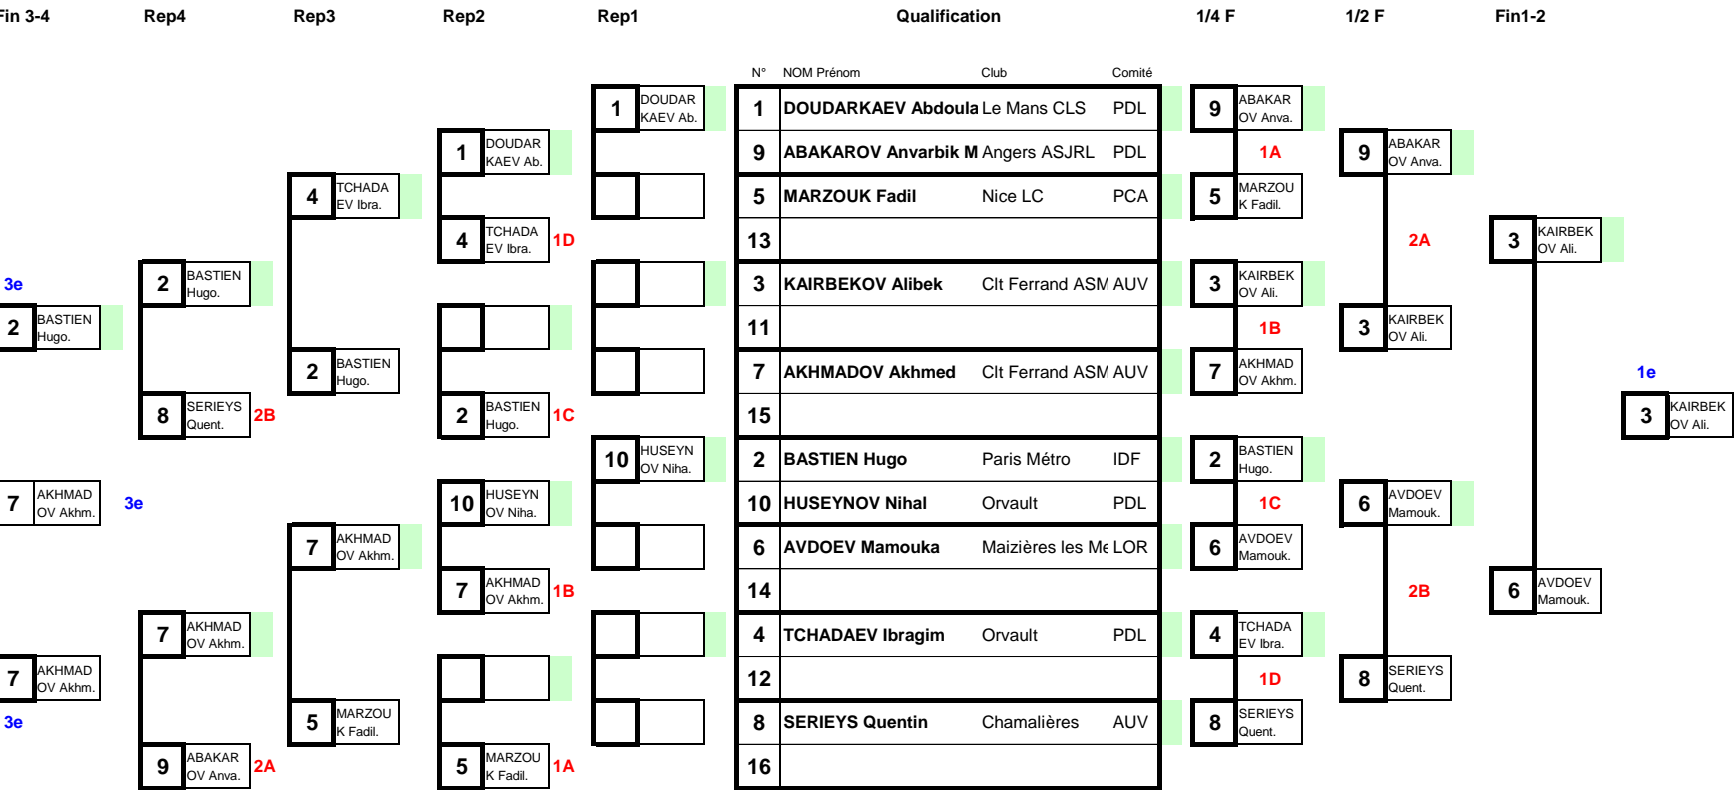 Fin 3-4 Rep4 Rep3 Rep2 Rep1 Qualification 1/4 F 1/2 F Fin1-2
N° NOM Prénom Club Comité
1 DOUDAR KAEV Ab.
1 DOUDARKAEV Abdoula Le Mans CLS PDL
9 ABAKAR OV Anva.
1 DOUDAR KAEV Ab.
9 ABAKAROV Anvarbik M Angers ASJRL PDL
1A
9 ABAKAR OV Anva.
4 TCHADA EV Ibra.
5 MARZOUK Fadil Nice LC PCA
5 MARZOU K Fadil.
4 TCHADA EV Ibra. 1D
13
2A
3 KAIRBEK OV Ali.
3e
2 BASTIEN Hugo.
3 KAIRBEKOV Alibek Clt Ferrand ASM AUV
3 KAIRBEK OV Ali.
2 BASTIEN Hugo.
11
1B
3 KAIRBEK OV Ali.
2 BASTIEN Hugo.
7 AKHMADOV Akhmed Clt Ferrand ASM AUV
7 AKHMAD OV Akhm.
1e
8 SERIEYS Quent. 2B
2 BASTIEN Hugo. 1C
15
3 KAIRBEK OV Ali.
10 HUSEYN OV Niha.
2 BASTIEN Hugo Paris Métro IDF
2 BASTIEN Hugo.
7 AKHMAD OV Akhm. 3e
10 HUSEYN OV Niha.
10 HUSEYNOV Nihal Orvault PDL
1C
6 AVDOEV Mamouk.
7 AKHMAD OV Akhm.
6 AVDOEV Mamouka Maizières les Me LOR
6 AVDOEV Mamouk.
7 AKHMAD OV Akhm. 1B
14
2B
6 AVDOEV Mamouk.
7 AKHMAD OV Akhm.
4 TCHADAEV Ibragim Orvault PDL
4 TCHADA EV Ibra.
7 AKHMAD OV Akhm.
12
1D
8 SERIEYS Quent.
3e
5 MARZOU K Fadil.
8 SERIEYS Quentin Chamalières AUV
8 SERIEYS Quent.
9 ABAKAR OV Anva. 2A
5 MARZOU K Fadil. 1A
16